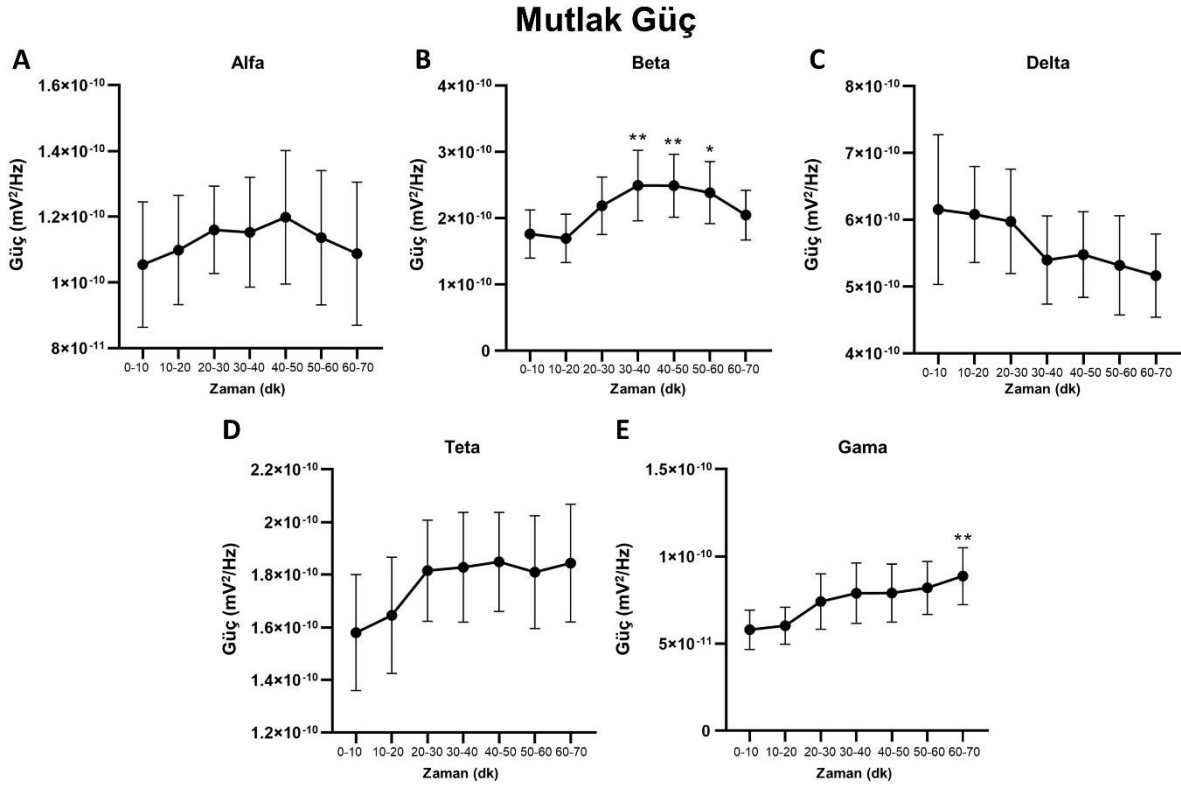 Mutlak Güç
A
Alfa
Güç (mV²/Hz)
1.6×10⁻¹⁰
1.4×10⁻¹⁰
1.2×10⁻¹⁰
1×10⁻¹⁰
8×10⁻¹¹
0-10 10-20 20-30 30-40 40-50 50-60 60-70
Zaman (dk)
B
Beta
Güç (mV²/Hz)
4×10⁻¹⁰
3×10⁻¹⁰
2×10⁻¹⁰
1×10⁻¹⁰
0
** ** *
0-10 10-20 20-30 30-40 40-50 50-60 60-70
Zaman (dk)
C
Delta
Güç (mV²/Hz)
8×10⁻¹⁰
7×10⁻¹⁰
6×10⁻¹⁰
5×10⁻¹⁰
4×10⁻¹⁰
0-10 10-20 20-30 30-40 40-50 50-60 60-70
Zaman (dk)
D
Teta
Güç (mV²/Hz)
2.2×10⁻¹⁰
2×10⁻¹⁰
1.8×10⁻¹⁰
1.6×10⁻¹⁰
1.4×10⁻¹⁰
1.2×10⁻¹⁰
0-10 10-20 20-30 30-40 40-50 50-60 60-70
Zaman (dk)
E
Gama
Güç (mV²/Hz)
1.5×10⁻¹⁰
1×10⁻¹⁰
5×10⁻¹¹
0
**
0-10 10-20 20-30 30-40 40-50 50-60 60-70
Zaman (dk)